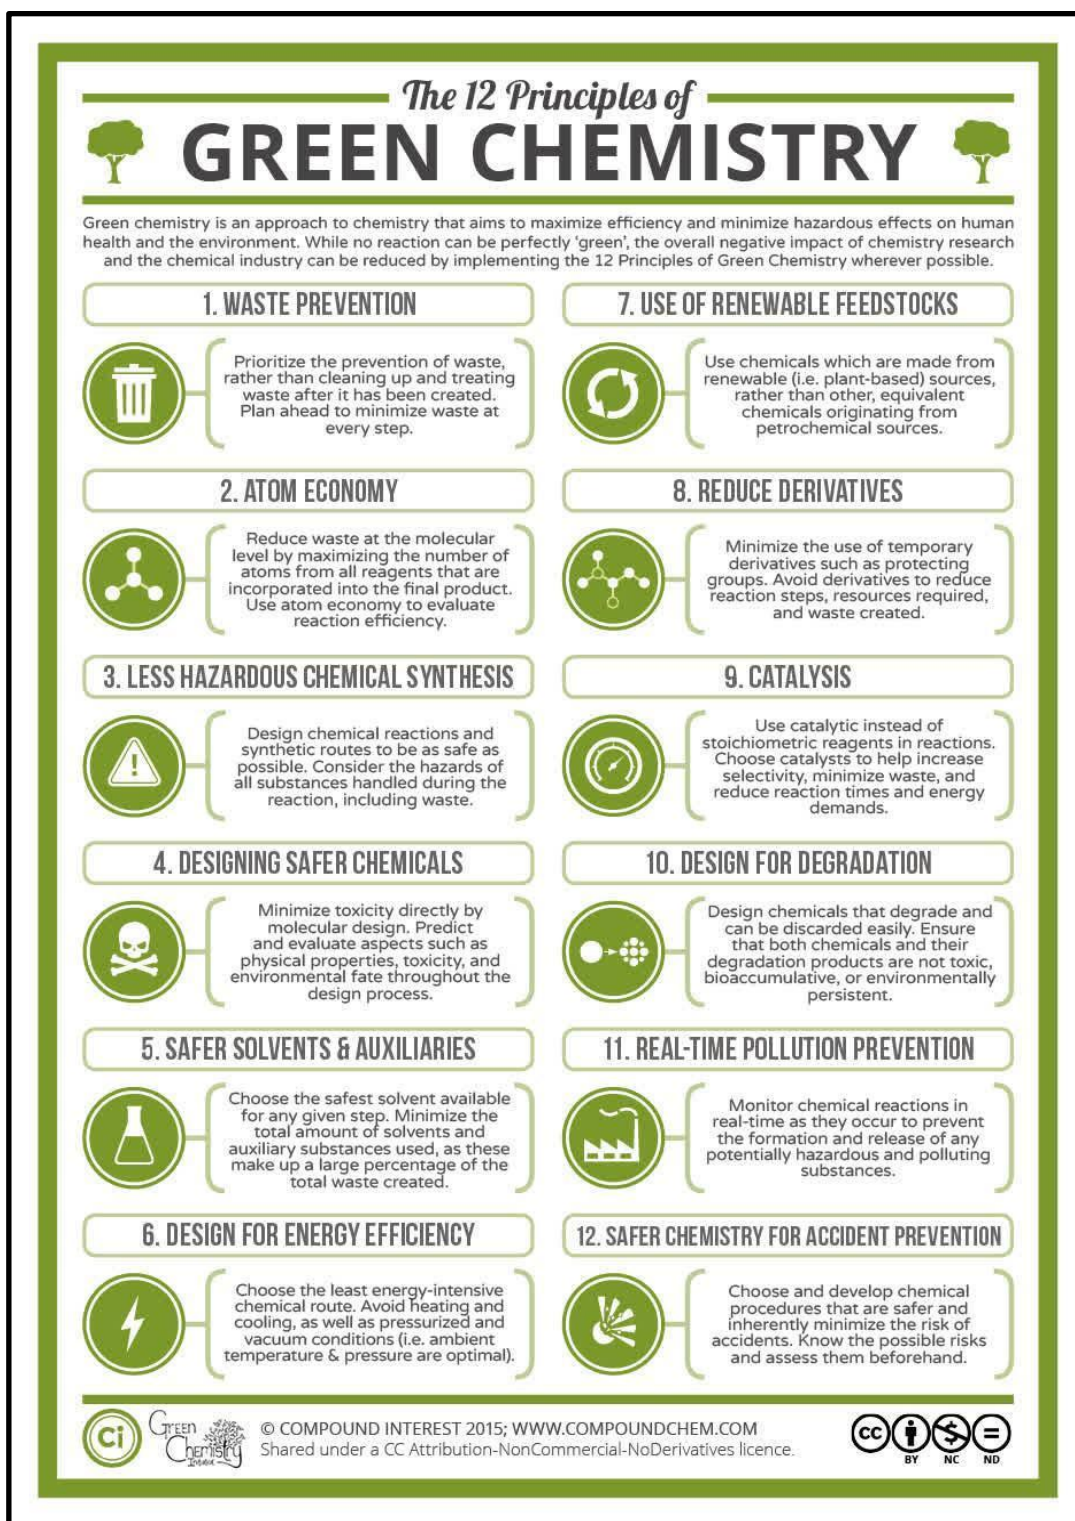 The 12 Principles of
GREEN CHEMISTRY
Green chemistry is an approach to chemistry that aims to maximize efficiency and minimize hazardous effects on human
health and the environment. While no reaction can be perfectly ‘green’, the overall negative impact of chemistry research
and the chemical industry can be reduced by implementing the 12 Principles of Green Chemistry wherever possible.
1. WASTE PREVENTION
Prioritize the prevention of waste,
rather than cleaning up and treating
waste after it has been created.
Plan ahead to minimize waste at
every step.
2. ATOM ECONOMY
Reduce waste at the molecular
level by maximizing the number of
atoms from all reagents that are
incorporated into the final product.
Use atom economy to evaluate
reaction efficiency.
3. LESS HAZARDOUS CHEMICAL SYNTHESIS
Design chemical reactions and
synthetic routes to be as safe as
possible. Consider the hazards of
all substances handled during the
reaction, including waste.
4. DESIGNING SAFER CHEMICALS
Minimize toxicity directly by
molecular design. Predict
and evaluate aspects such as
physical properties, toxicity, and
environmental fate throughout the
design process.
5. SAFER SOLVENTS & AUXILIARIES
Choose the safest solvent available
for any given step. Minimize the
total amount of solvents and
auxiliary substances used, as these
make up a large percentage of the
total waste created.
6. DESIGN FOR ENERGY EFFICIENCY
Choose the least energy-intensive
chemical route. Avoid heating and
cooling, as well as pressurized and
vacuum conditions (i.e. ambient
temperature & pressure are optimal).
7. USE OF RENEWABLE FEEDSTOCKS
Use chemicals which are made from
renewable (i.e. plant-based) sources,
rather than other, equivalent
chemicals originating from
petrochemical sources.
8. REDUCE DERIVATIVES
Minimize the use of temporary
derivatives such as protecting
groups. Avoid derivatives to reduce
reaction steps, resources required,
and waste created.
9. CATALYSIS
Use catalytic instead of
stoichiometric reagents in reactions.
Choose catalysts to help increase
selectivity, minimize waste, and
reduce reaction times and energy
demands.
10. DESIGN FOR DEGRADATION
Design chemicals that degrade and
can be discarded easily. Ensure
that both chemicals and their
degradation products are not toxic,
bioaccumulative, or environmentally
persistent.
11. REAL-TIME POLLUTION PREVENTION
Monitor chemical reactions in
real-time as they occur to prevent
the formation and release of any
potentially hazardous and polluting
substances.
12. SAFER CHEMISTRY FOR ACCIDENT PREVENTION
Choose and develop chemical
procedures that are safer and
inherently minimize the risk of
accidents. Know the possible risks
and assess them beforehand.
Ci
GREEN
Chemistry
Initiative
© COMPOUND INTEREST 2015; WWW.COMPOUNDCHEM.COM
Shared under a CC Attribution-NonCommercial-NoDerivatives licence.
CC
BY NC ND